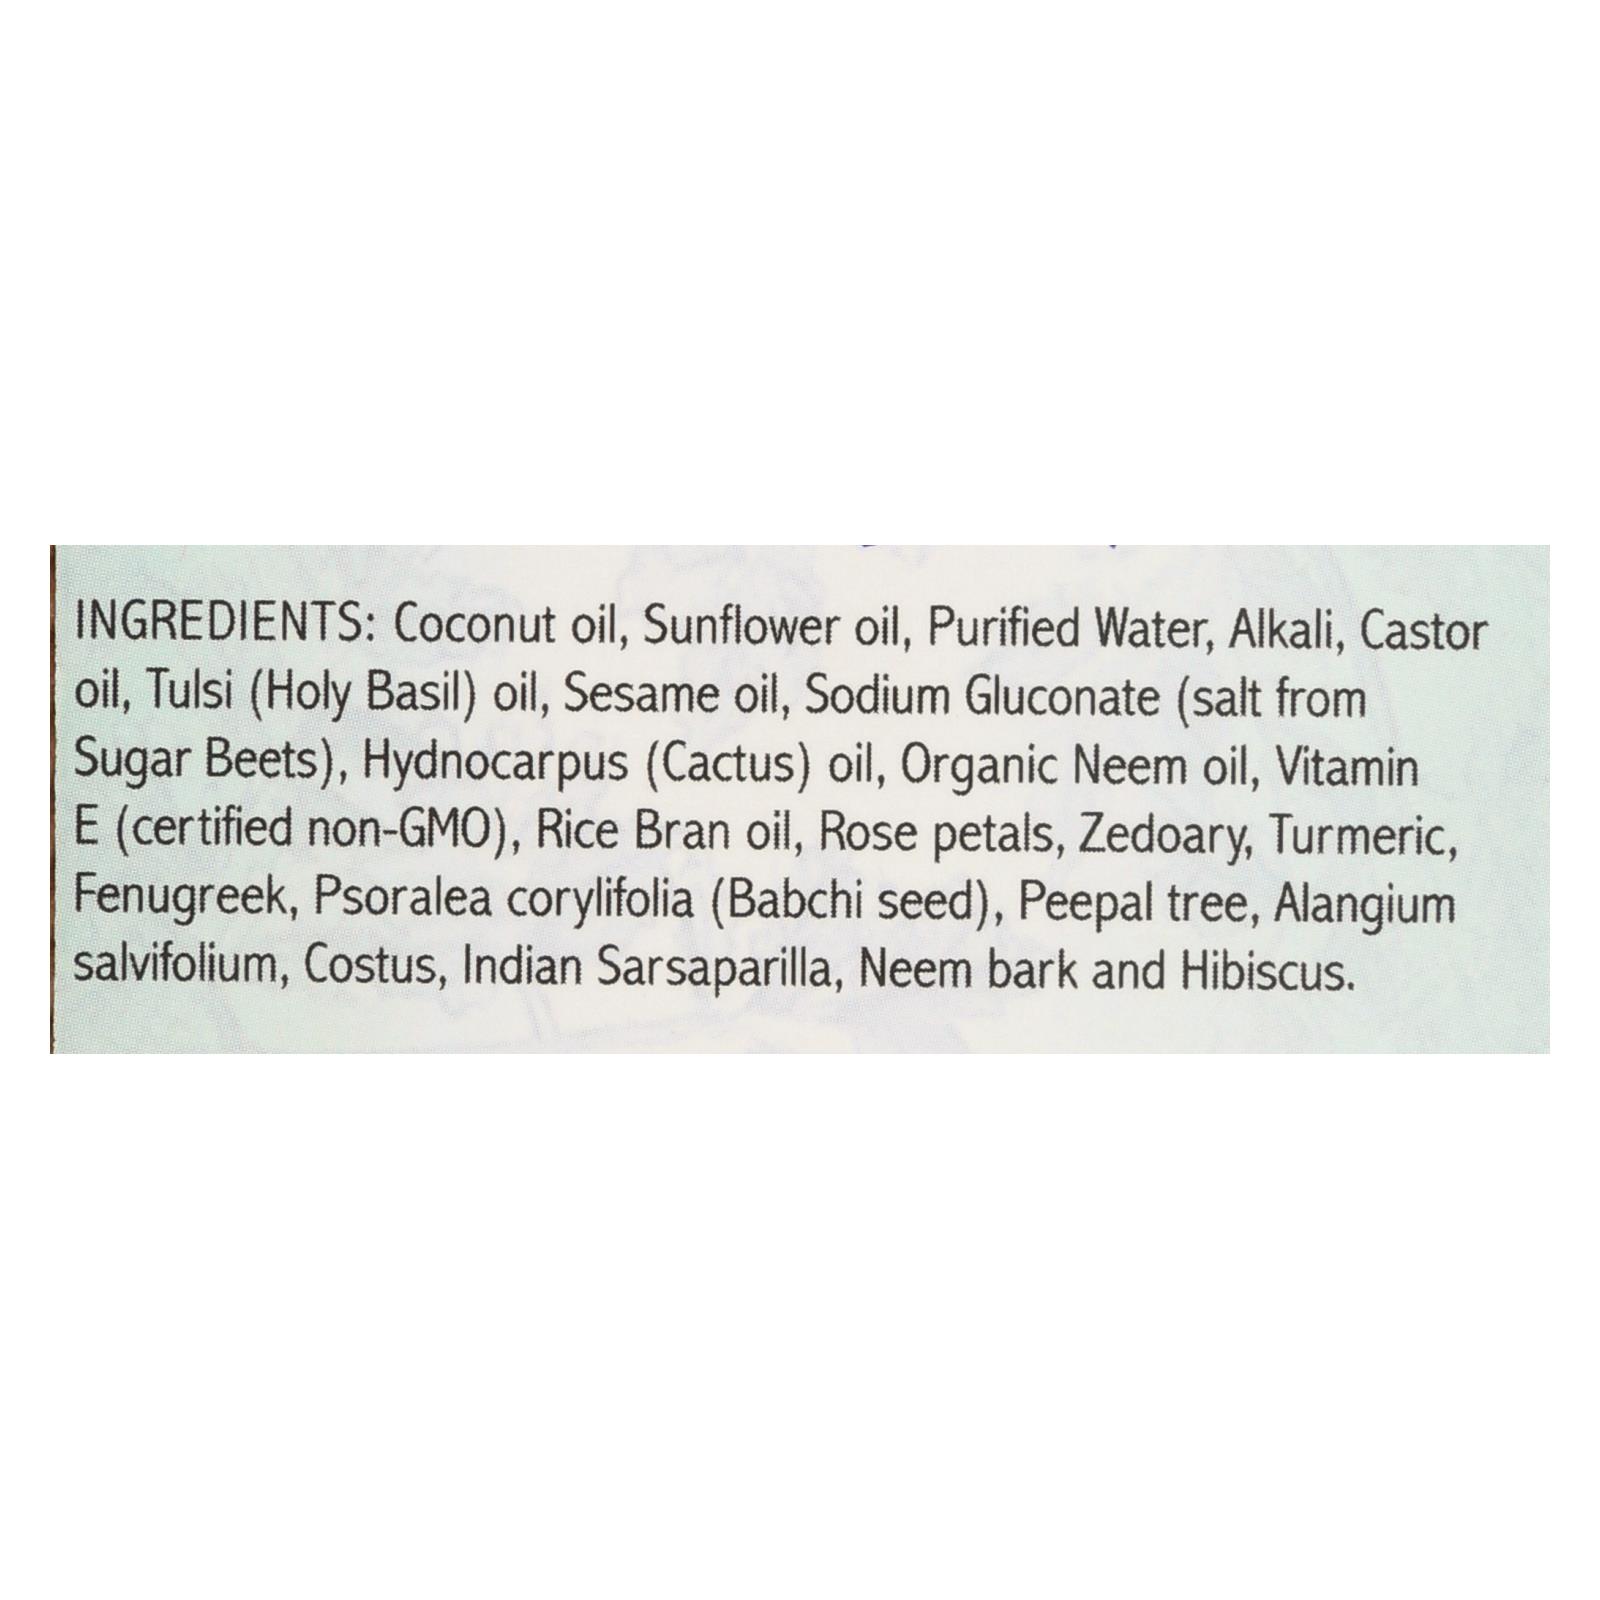 INGREDIENTS: Coconut oil, Sunflower oil, Purified Water, Alkali, Castor
oil, Tulsi (Holy Basil) oil, Sesame oil, Sodium Gluconate (salt from
Sugar Beets), Hydnocarpus (Cactus) oil, Organic Neem oil, Vitamin
E (certified non-GMO), Rice Bran oil, Rose petals, Zedoary, Turmeric,
Fenugreek, Psoralea corylifolia (Babchi seed), Peepal tree, Alangium
salvifolium, Costus, Indian Sarsaparilla, Neem bark and Hibiscus.